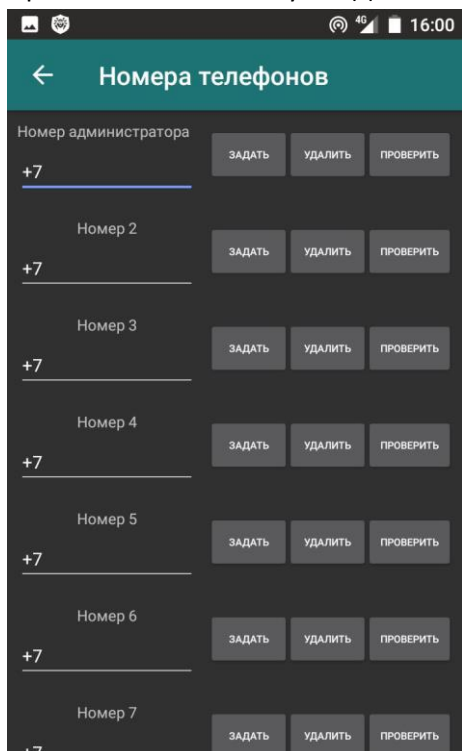 4G 16:00
Номера телефонов
Номер администратора
+7 ЗАДАТЬ УДАЛИТЬ ПРОВЕРИТЬ
Номер 2
+7 ЗАДАТЬ УДАЛИТЬ ПРОВЕРИТЬ
Номер 3
+7 ЗАДАТЬ УДАЛИТЬ ПРОВЕРИТЬ
Номер 4
+7 ЗАДАТЬ УДАЛИТЬ ПРОВЕРИТЬ
Номер 5
+7 ЗАДАТЬ УДАЛИТЬ ПРОВЕРИТЬ
Номер 6
+7 ЗАДАТЬ УДАЛИТЬ ПРОВЕРИТЬ
Номер 7
+7 ЗАДАТЬ УДАЛИТЬ ПРОВЕРИТЬ